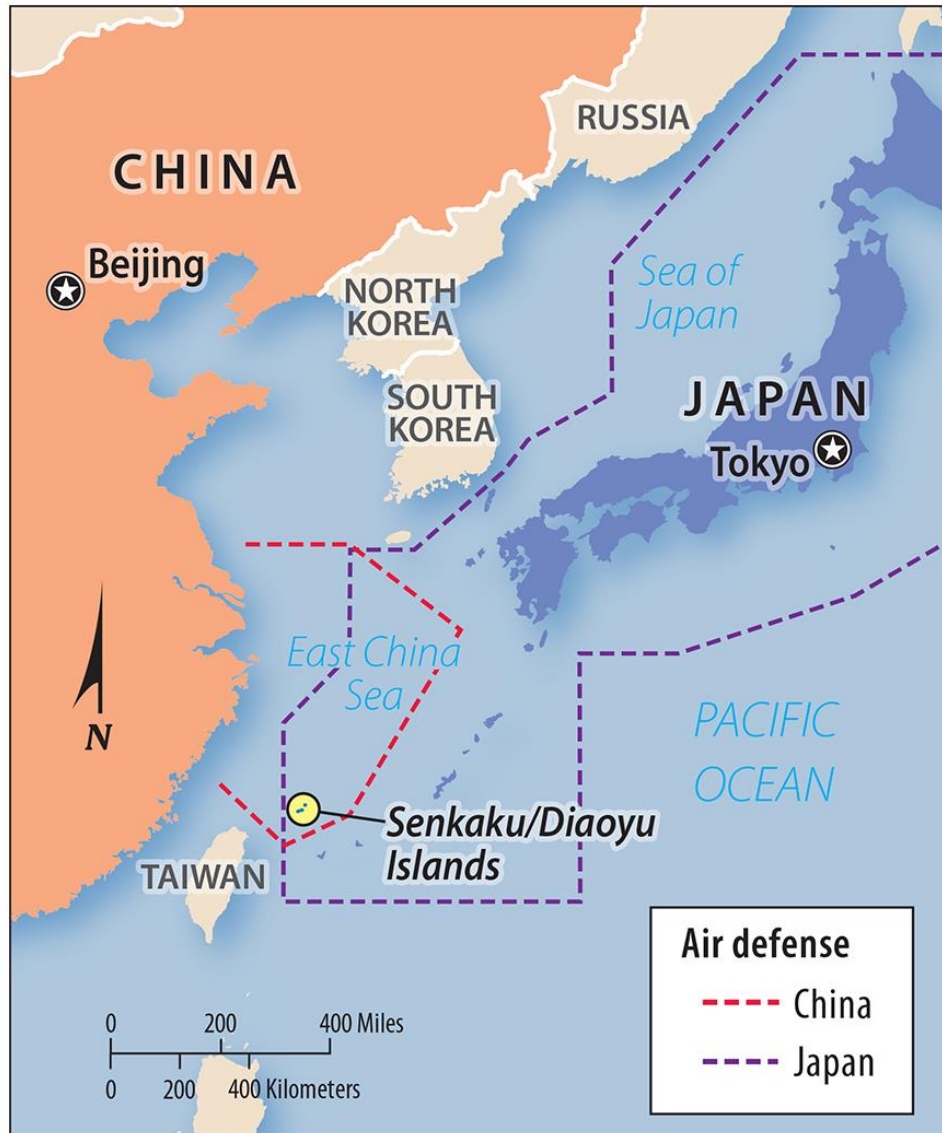 RUSSIA
CHINA
Beijing
NORTH
KOREA
Sea of
Japan
SOUTH
KOREA
JAPAN
Tokyo
East China
Sea
N
PACIFIC
OCEAN
Senkaku/Diaoyu
Islands
TAIWAN
Air defense
China
Japan
0 200 400 Miles
0 200 400 Kilometers